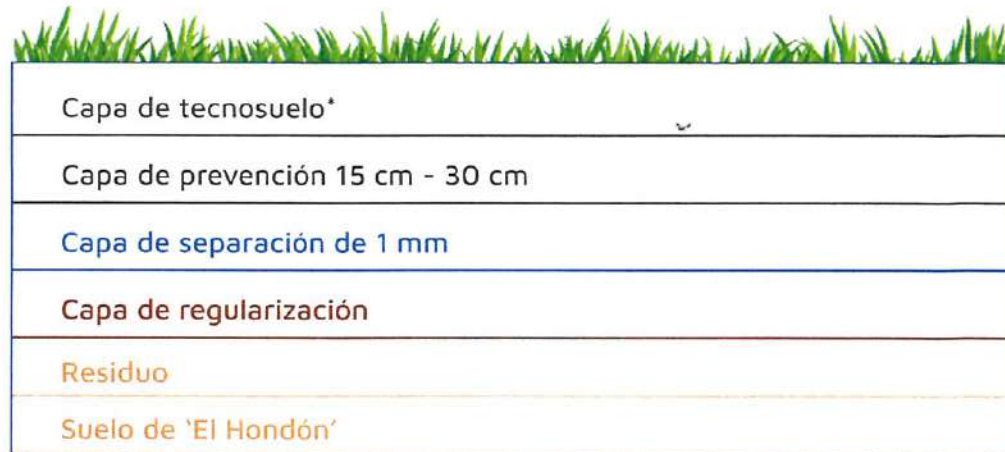 Capa de tecnosuelo*
Capa de prevención 15 cm - 30 cm
Capa de separación de 1 mm
Capa de regularización
Residuo
Suelo de 'El Hondón'